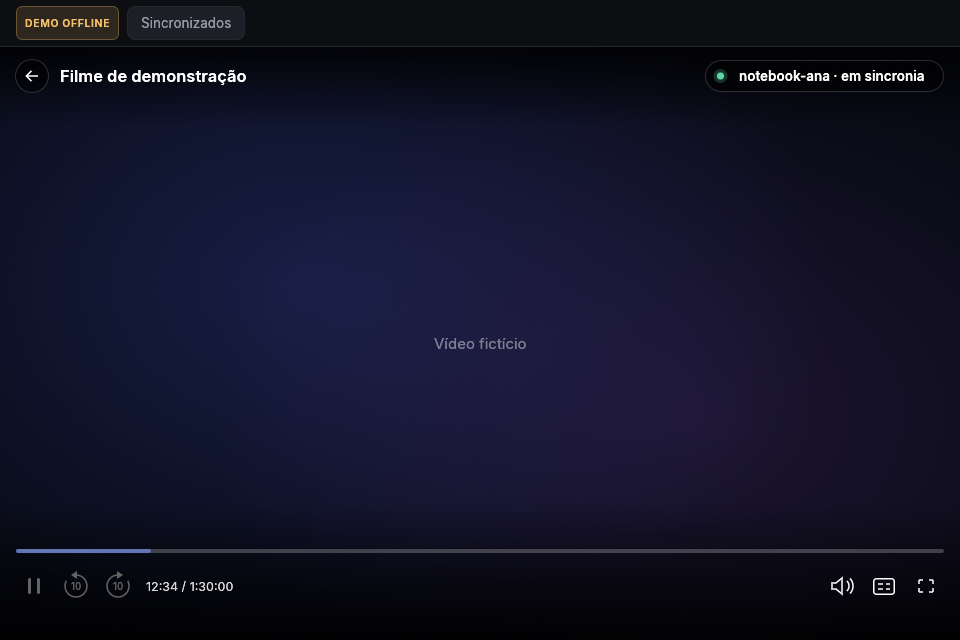 DEMO OFFLINE
Sincronizados
Filme de demonstração
notebook-ana · em sincronia
Vídeo fictício
10
10
12:34 / 1:30:00